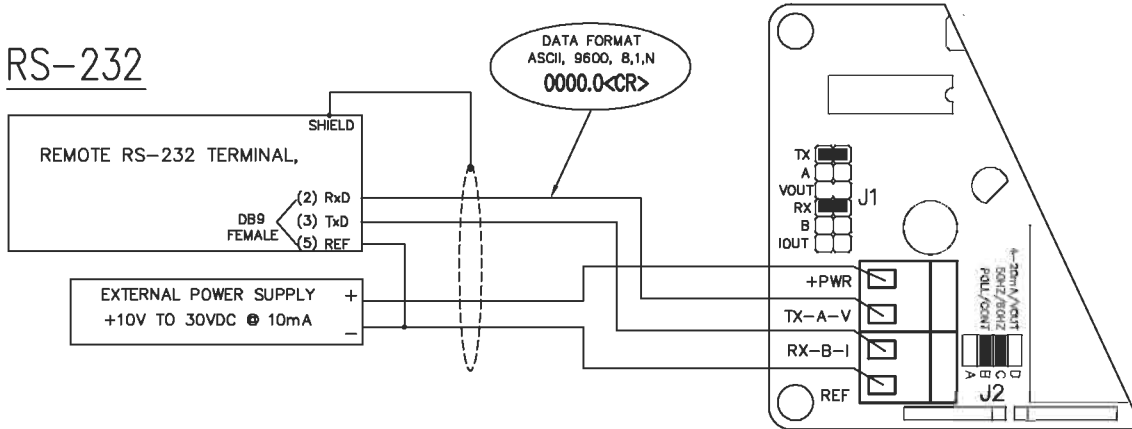 RS-232
DATA FORMAT
ASCII, 9600, 8,1,N
0000.0<CR>
SHIELD
REMOTE RS-232 TERMINAL,
(2) RxD
(3) TxD
(5) REF
DB9
FEMALE
EXTERNAL POWER SUPPLY
+10V TO 30VDC @ 10mA
+
−
TX
A
VOUT
RX
B
IOUT
J1
+PWR
TX-A-V
RX-B-I
REF
4-20mA/VOUT
50HZ/60HZ
POLL/CONT
A
B
C
D
J2